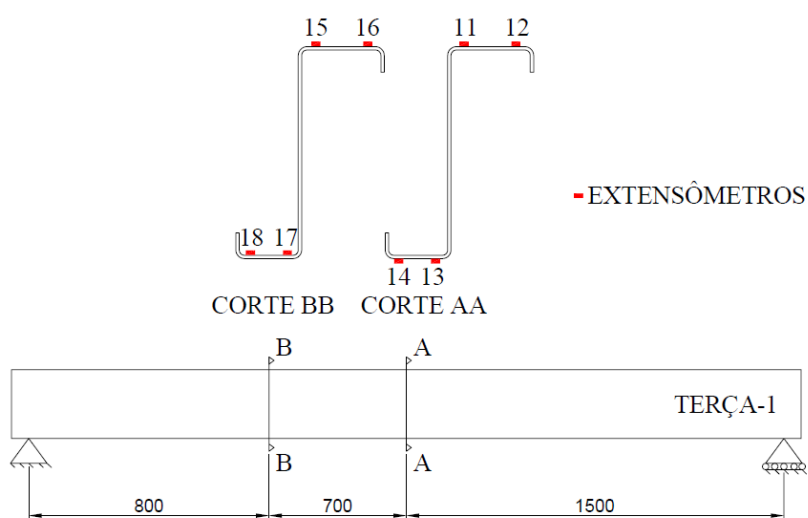 15 16 11 12
EXTENSÔMETROS
18 17
14 13
CORTE BB CORTE AA
B A
TERÇA-1
B A
800 700 1500